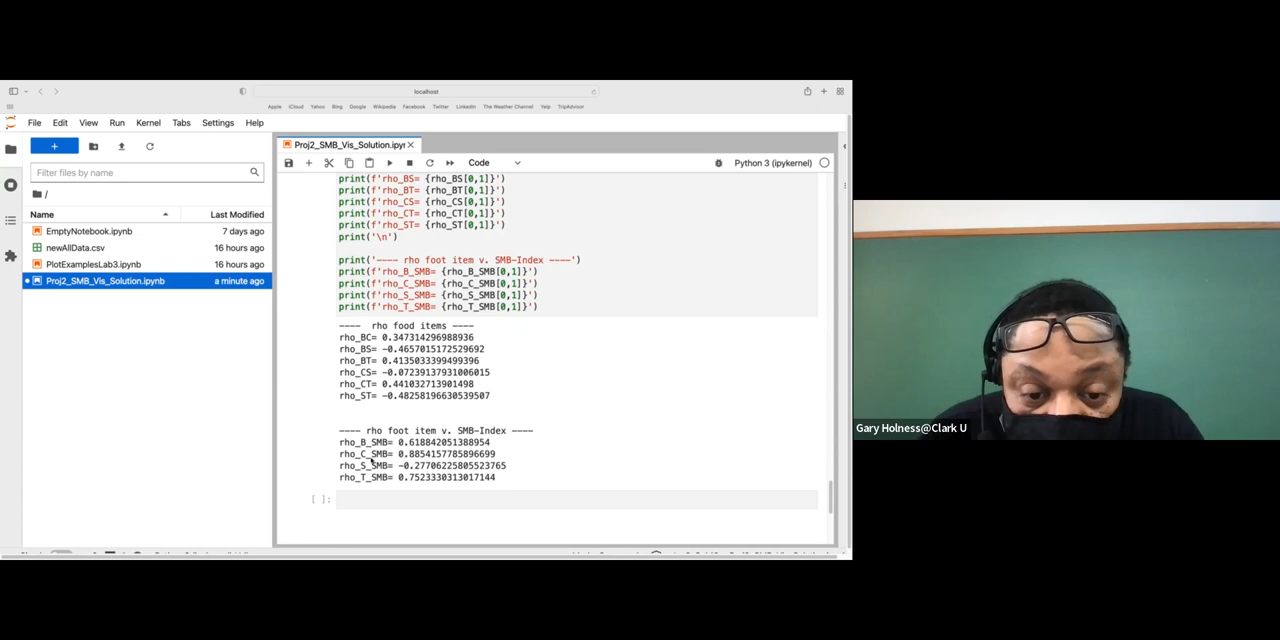 localhost
Apple iCloud Yahoo Bing Google Wikipedia Facebook Twitter LinkedIn The Weather Channel Yelp TripAdvisor
File Edit View Run Kernel Tabs Settings Help
Filter files by name
/
Name Last Modified
EmptyNotebook.ipynb 7 days ago
newAllData.csv 16 hours ago
PlotExamplesLab3.ipynb 16 hours ago
Proj2_SMB_Vis_Solution.ipynb a minute ago
Proj2_SMB_Vis_Solution.ipyr
Code
Python 3 (ipykernel)
print(f'rho_BS= {rho_BS[0,1]}')
print(f'rho_BT= {rho_BT[0,1]}')
print(f'rho_CS= {rho_CS[0,1]}')
print(f'rho_CT= {rho_CT[0,1]}')
print(f'rho_ST= {rho_ST[0,1]}')
print('\n')
print('---- rho foot item v. SMB-Index ----')
print(f'rho_B_SMB= {rho_B_SMB[0,1]}')
print(f'rho_C_SMB= {rho_C_SMB[0,1]}')
print(f'rho_S_SMB= {rho_S_SMB[0,1]}')
print(f'rho_T_SMB= {rho_T_SMB[0,1]}')
---- rho food items ----
rho_BC= 0.347314296988936
rho_BS= -0.4657015172529692
rho_BT= 0.4135033399499396
rho_CS= -0.07239137931006015
rho_CT= 0.441032713901498
rho_ST= -0.48258196630539507
---- rho foot item v. SMB-Index ----
rho_B_SMB= 0.618842051388954
rho_C_SMB= 0.8854157785896699
rho_S_SMB= -0.27706225805523765
rho_T_SMB= 0.7523330313017144
[ ]:
Gary Holness@Clark U